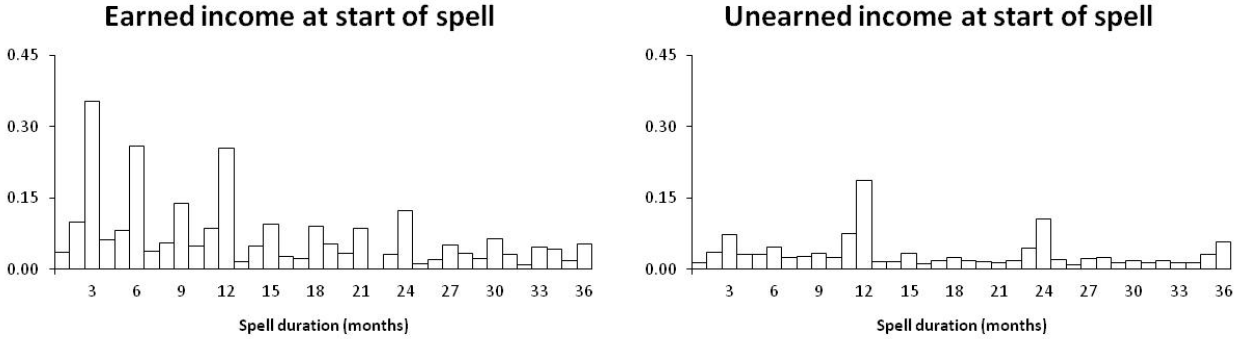 Earned income at start of spell
0.45
0.30
0.15
0.00
3 6 9 12 15 18 21 24 27 30 33 36
Spell duration (months)
Unearned income at start of spell
0.45
0.30
0.15
0.00
3 6 9 12 15 18 21 24 27 30 33 36
Spell duration (months)